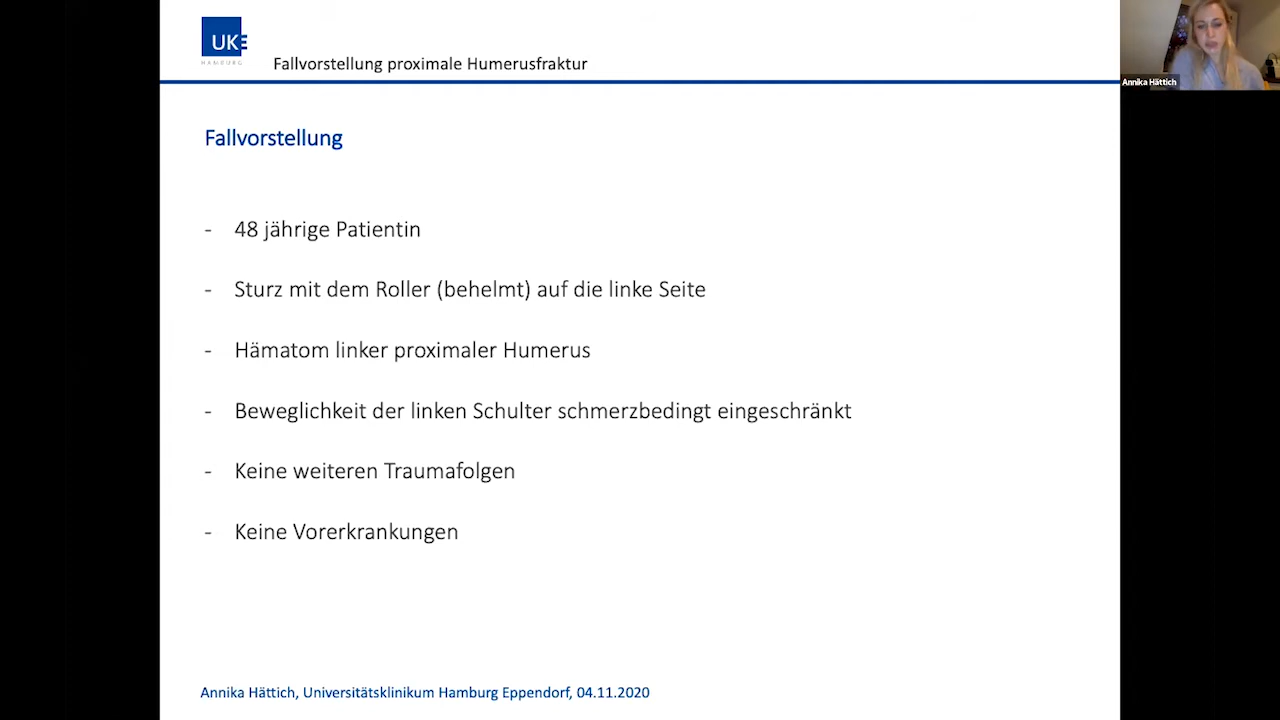 UKE
HAMBURG
Fallvorstellung proximale Humerusfraktur
Annika Hättich
Fallvorstellung
- 48 jährige Patientin
- Sturz mit dem Roller (behelmt) auf die linke Seite
- Hämatom linker proximaler Humerus
- Beweglichkeit der linken Schulter schmerzbedingt eingeschränkt
- Keine weiteren Traumafolgen
- Keine Vorerkrankungen
Annika Hättich, Universitätsklinikum Hamburg Eppendorf, 04.11.2020